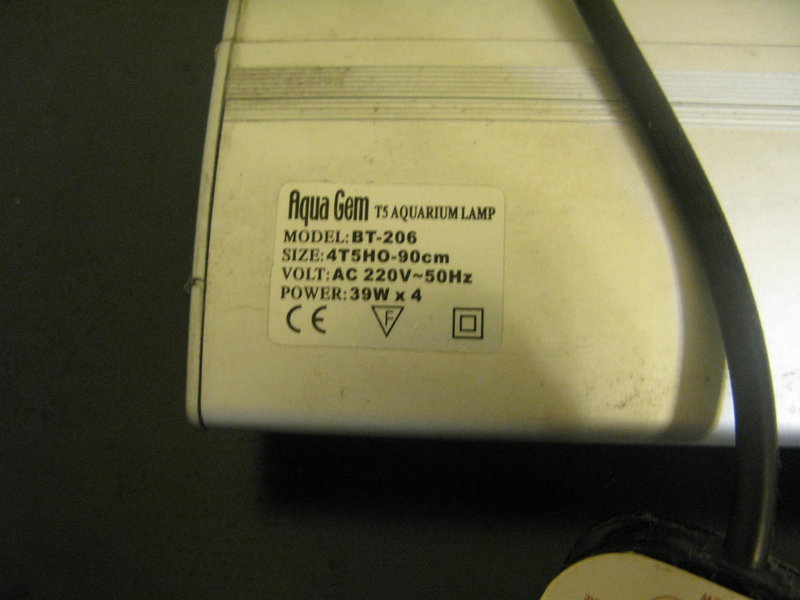 Aqua Gem T5 AQUARIUM LAMP
MODEL: BT-206
SIZE: 4T5HO-90cm
VOLT: AC 220V~50Hz
POWER: 39W x 4
CE F